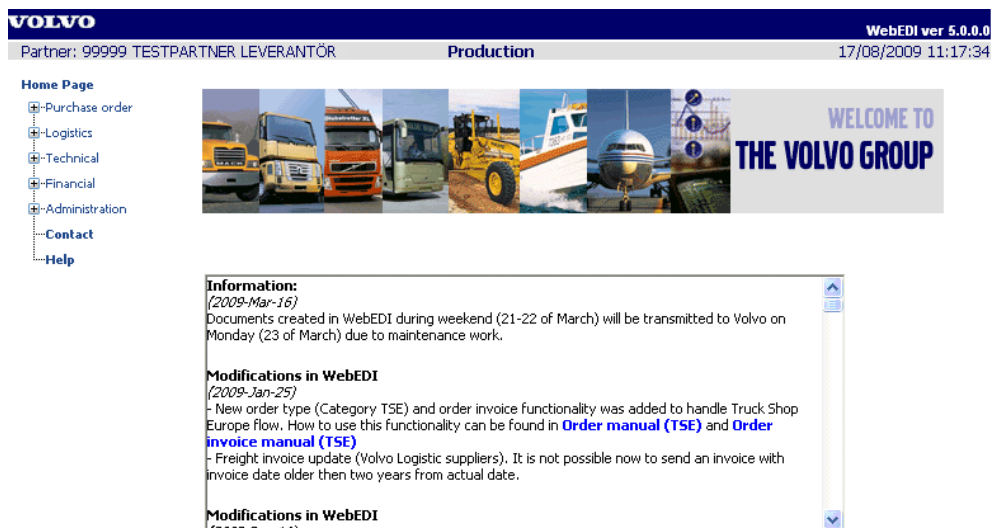 VOLVO
WebEDI ver 5.0.0.0
Partner: 99999 TESTPARTNER LEVERANTÖR Production 17/08/2009 11:17:34
Home Page
Purchase order
Logistics
Technical
Financial
Administration
Contact
Help
WELCOME TO
THE VOLVO GROUP
Information:
(2009-Mar-16)
Documents created in WebEDI during weekend (21-22 of March) will be transmitted to Volvo on
Monday (23 of March) due to maintenance work.
Modifications in WebEDI
(2009-Jan-25)
- New order type (Category TSE) and order invoice functionality was added to handle Truck Shop
Europe flow. How to use this functionality can be found in Order manual (TSE) and Order
invoice manual (TSE)
- Freight invoice update (Volvo Logistic suppliers). It is not possible now to send an invoice with
invoice date older then two years from actual date.
Modifications in WebEDI